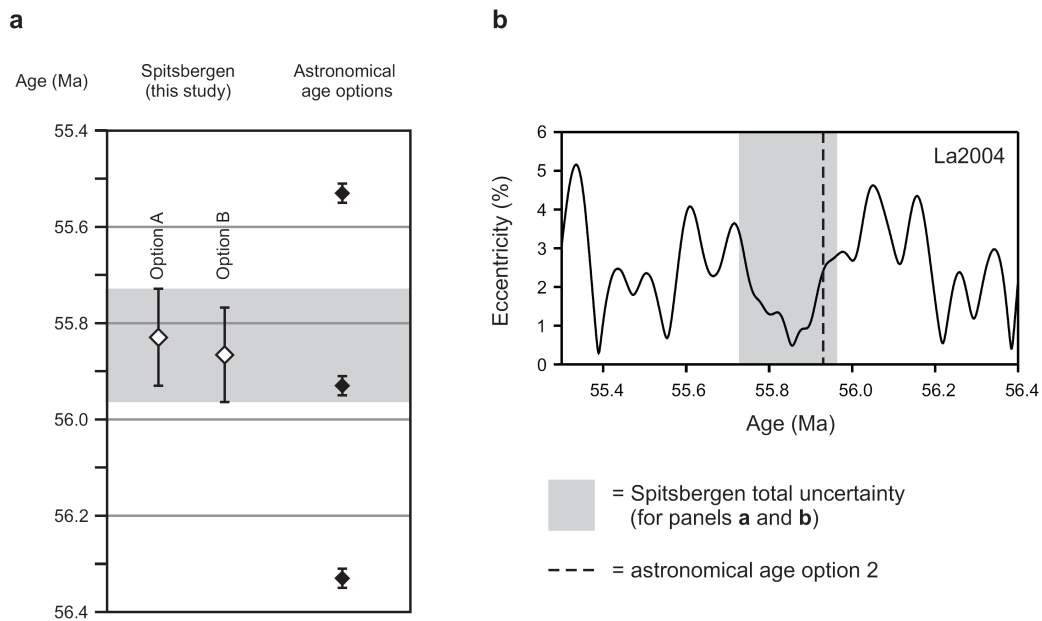 a
Age (Ma)
Spitsbergen
(this study)
Astronomical
age options
55.4
55.6
55.8
56.0
56.2
56.4
Option A
Option B
b
Eccentricity (%)
6
5
4
3
2
1
0
La2004
55.4 55.6 55.8 56.0 56.2 56.4
Age (Ma)
= Spitsbergen total uncertainty
(for panels a and b)
= astronomical age option 2